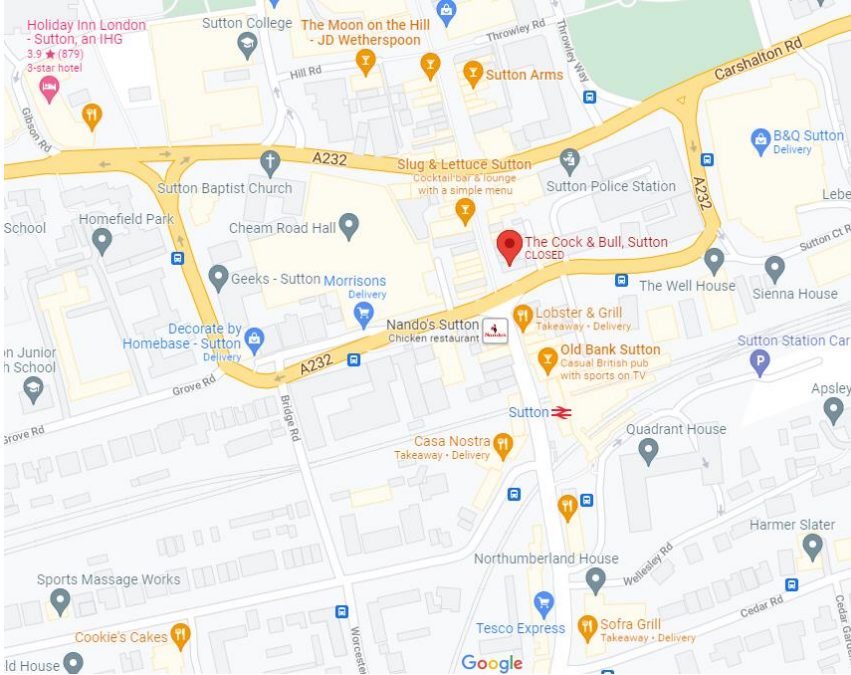 Holiday Inn London
- Sutton, an IHG
3.9 ★ (879)
3-star hotel
Sutton College
The Moon on the Hill
- JD Wetherspoon
Throwley Rd
Throwley Way
Hill Rd
Sutton Arms
Carshalton Rd
Gibson Rd
A232
B&Q Sutton
Delivery
Sutton Baptist Church
Slug & Lettuce Sutton
Cocktail bar & lounge
with a simple menu
Sutton Police Station
A232
Lebe
School
Homefield Park
Cheam Road Hall
The Cock & Bull, Sutton
CLOSED
Sutton Ct R
Geeks - Sutton
Morrisons
Delivery
The Well House
Sienna House
Decorate by
Homebase - Sutton
Delivery
Nando's Sutton
Chicken restaurant
Lobster & Grill
Takeaway • Delivery
on Junior
h School
A232
Old Bank Sutton
Casual British pub
with sports on TV
Sutton Station Car
P
Grove Rd
Grove Rd
Bridge Rd
Sutton
Apsley
Casa Nostra
Takeaway • Delivery
Quadrant House
Harmer Slater
Northumberland House
Wellesley Rd
Sports Massage Works
Cedar Rd
Cedar Garde
Tesco Express
Sofra Grill
Takeaway • Delivery
Cookie's Cakes
Worceste
ld House
Google